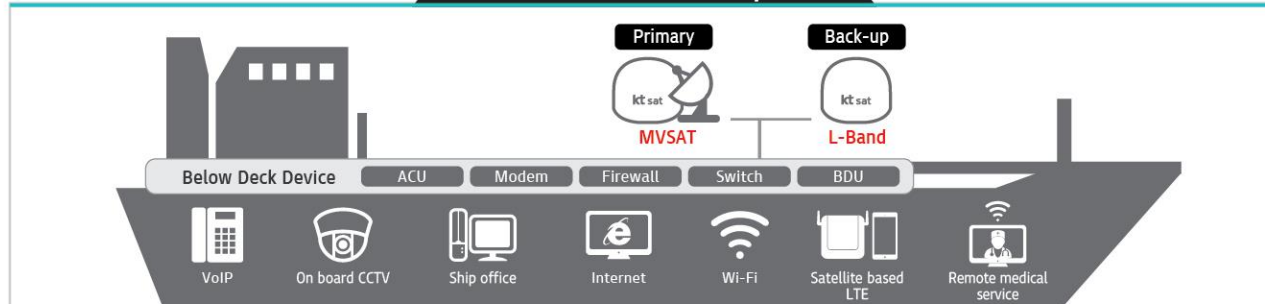 Primary
Back-up
kt sat
kt sat
MVSAT
L-Band
Below Deck Device
ACU
Modem
Firewall
Switch
BDU
VoIP
On board CCTV
Ship office
Internet
Wi-Fi
Satellite based
LTE
Remote medical
service